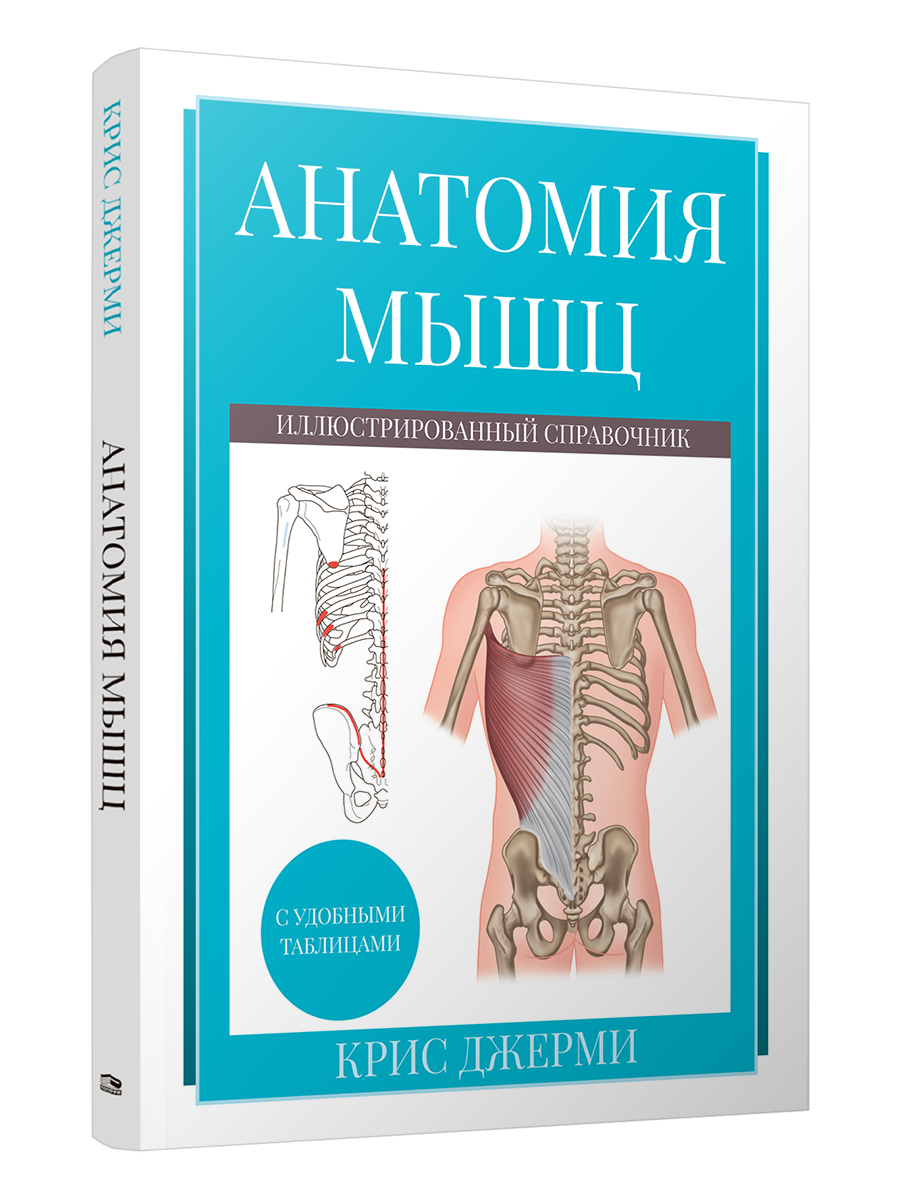 КРИС ДЖЕРМИ
АНАТОМИЯ МЫШЦ
АНАТОМИЯ
МЫШЦ
ИЛЛЮСТРИРОВАННЫЙ СПРАВОЧНИК
С УДОБНЫМИ
ТАБЛИЦАМИ
КРИС ДЖЕРМИ